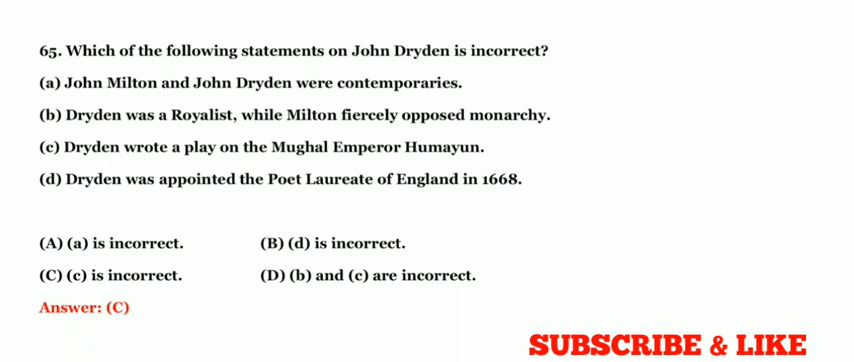 65. Which of the following statements on John Dryden is incorrect?
(a) John Milton and John Dryden were contemporaries.
(b) Dryden was a Royalist, while Milton fiercely opposed monarchy.
(c) Dryden wrote a play on the Mughal Emperor Humayun.
(d) Dryden was appointed the Poet Laureate of England in 1668.
(A) (a) is incorrect. (B) (d) is incorrect.
(C) (c) is incorrect. (D) (b) and (c) are incorrect.
Answer: (C)
SUBSCRIBE & LIKE